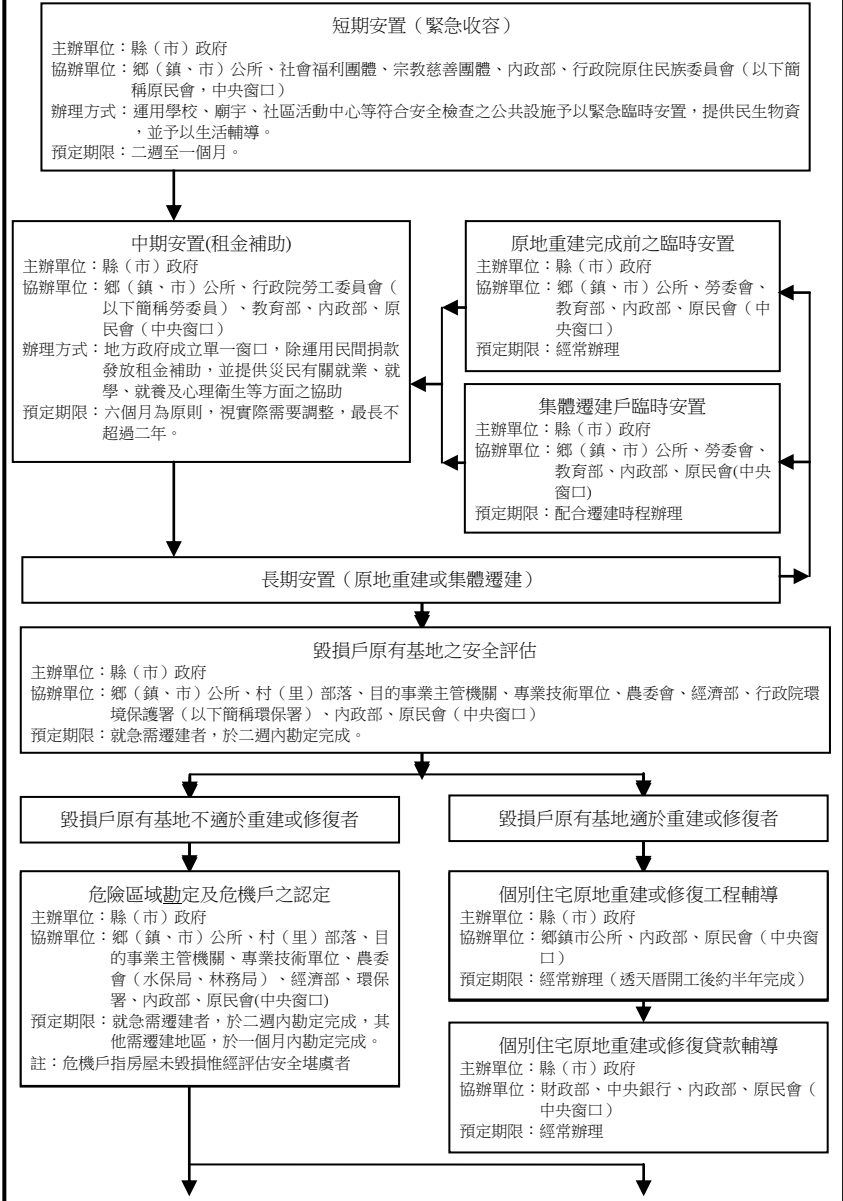 短期安置（緊急收容）
主辦單位：縣（市）政府
協辦單位：鄉（鎮、市）公所、社會福利團體、宗教慈善團體、內政部、行政院原住民族委員會（以下簡
稱原民會，中央窗口）
辦理方式：運用學校、廟宇、社區活動中心等符合安全檢查之公共設施予以緊急臨時安置，提供民生物資
，並予以生活輔導。
預定期限：二週至一個月。
中期安置(租金補助)
主辦單位：縣（市）政府
協辦單位：鄉（鎮、市）公所、行政院勞工委員會（
以下簡稱勞委員）、教育部、內政部、原
民會（中央窗口）
辦理方式：地方政府成立單一窗口，除運用民間捐款
發放租金補助，並提供災民有關就業、就
學、就養及心理衛生等方面之協助
預定期限：六個月為原則，視實際需要調整，最長不
超過二年。
原地重建完成前之臨時安置
主辦單位：縣（市）政府
協辦單位：鄉（鎮、市）公所、勞委會、
教育部、內政部、原民會（中
央窗口）
預定期限：經常辦理
集體遷建戶臨時安置
主辦單位：縣（市）政府
協辦單位：鄉（鎮、市）公所、勞委會、
教育部、內政部、原民會(中央
窗口)
預定期限：配合遷建時程辦理
長期安置（原地重建或集體遷建）
毀損戶原有基地之安全評估
主辦單位：縣（市）政府
協辦單位：鄉（鎮、市）公所、村（里）部落、目的事業主管機關、專業技術單位、農委會、經濟部、行政院環
境保護署（以下簡稱環保署）、內政部、原民會（中央窗口）
預定期限：就急需遷建者，於二週內勘定完成。
毀損戶原有基地不適於重建或修復者
毀損戶原有基地適於重建或修復者
危險區域勘定及危機戶之認定
主辦單位：縣（市）政府
協辦單位：鄉（鎮、市）公所、村（里）部落、目
的事業主管機關、專業技術單位、農委
會（水保局、林務局）、經濟部、環保
署、內政部、原民會(中央窗口)
預定期限：就急需遷建者，於二週內勘定完成，其
他需遷建地區，於一個月內勘定完成。
註：危機戶指房屋未毀損惟經評估安全堪虞者
個別住宅原地重建或修復工程輔導
主辦單位：縣（市）政府
協辦單位：鄉鎮市公所、內政部、原民會（中央窗
口）
預定期限：經常辦理（透天厝開工後約半年完成）
個別住宅原地重建或修復貸款輔導
主辦單位：縣（市）政府
協辦單位：財政部、中央銀行、內政部、原民會（
中央窗口）
預定期限：經常辦理